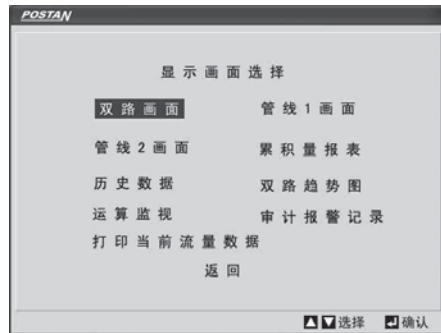 POSTAN
显示画面选择
双路画面 管线1画面
管线2画面 累积量报表
历史数据 双路趋势图
运算监视 审计报警记录
打印当前流量数据
返回
选择 确认